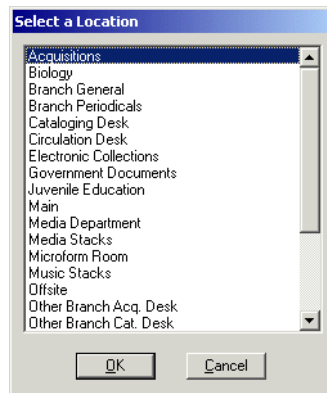 Select a Location
Acquisitions
Biology
Branch General
Branch Periodicals
Cataloging Desk
Circulation Desk
Electronic Collections
Government Documents
Juvenile Education
Main
Media Department
Media Stacks
Microform Room
Music Stacks
Offsite
Other Branch Acq. Desk
Other Branch Cat. Desk
OK Cancel